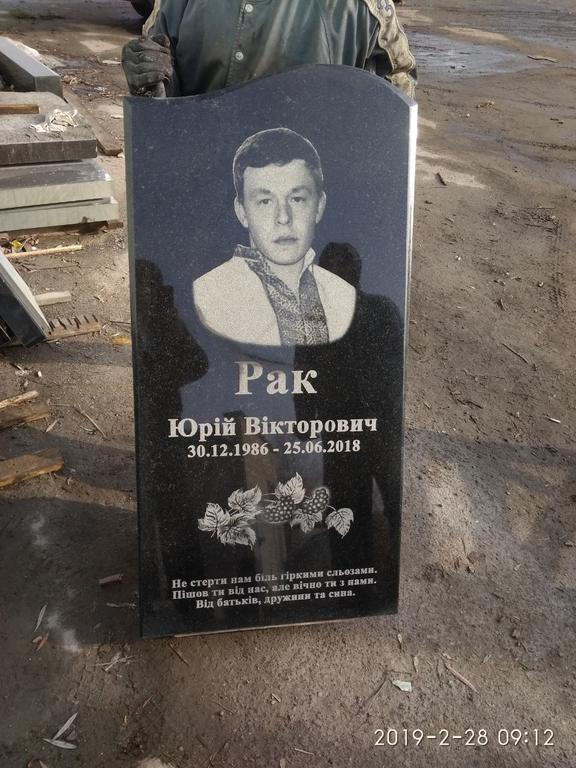 Рак
Юрій Вікторович
30.12.1986 - 25.06.2018
Не стерти нам біль гіркими сльозами.
Пішов ти від нас, але вічно ти з нами.
Від батьків, дружини та сина.
2019-2-28 09:12